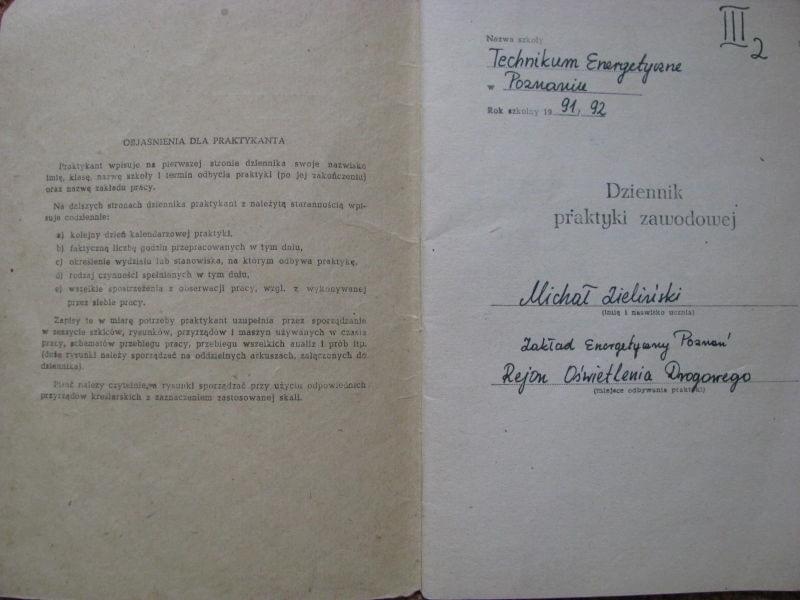 OBJAŚNIENIA DLA PRAKTYKANTA
Praktykant wpisuje na pierwszej stronie dziennika swoje nazwisko
imię, klasę, nazwę szkoły i termin odbycia praktyki (po jej zakończeniu)
oraz nazwę zakładu pracy.
Na dalszych stronach dziennika praktykant z należytą starannością wpi-
suje codziennie:
a) kolejny dzień kalendarzowej praktyki,
b) faktyczną liczbę godzin przepracowanych w tym dniu,
c) określenie wydziału lub stanowiska, na którym odbywa praktykę,
d) rodzaj czynności spełnionych w tym dniu,
e) wszelkie spostrzeżenia z obserwacji pracy, wzgl. z wykonywanej
przez siebie pracy.
Zapisy te w miarę potrzeby praktykant uzupełnia przez sporządzanie
w zeszycie szkiców, rysunków, przyrządów i maszyn używanych w czasie
pracy, schematów przebiegu pracy, przebiegu wszelkich analiz i prób itp.
(duże rysunki należy sporządzać na oddzielnych arkuszach, załączonych do
dziennika).
Pisać należy czytelnie, a rysunki sporządzać przy użyciu odpowiednich
przyrządów kreślarskich z zaznaczeniem zastosowanej skali.
III 2
Nazwa szkoły
Technikum Energetyczne
w Poznaniu
Rok szkolny 19 91, 92
Dziennik
praktyki zawodowej
Michał Zieliński
(imię i nazwisko ucznia)
Zakład Energetyczny Poznań
Rejon Oświetlenia Drogowego
(miejsce odbywania praktyki)